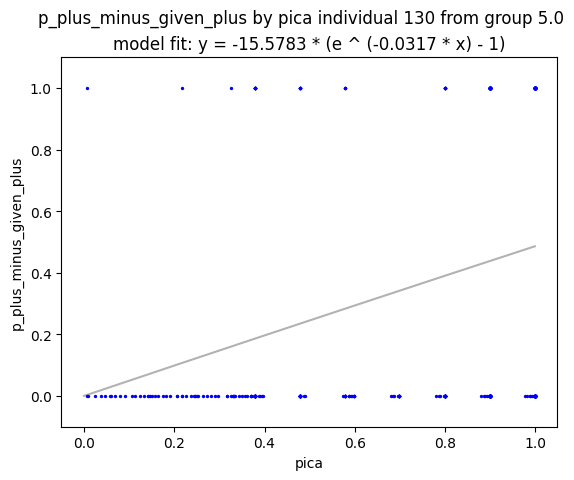 p_plus_minus_given_plus by pica individual 130 from group 5.0
model fit: y = -15.5783 * (e ^ (-0.0317 * x) - 1)
1.0
0.8
0.6
0.4
0.2
0.0
p_plus_minus_given_plus
0.0 0.2 0.4 0.6 0.8 1.0
pica